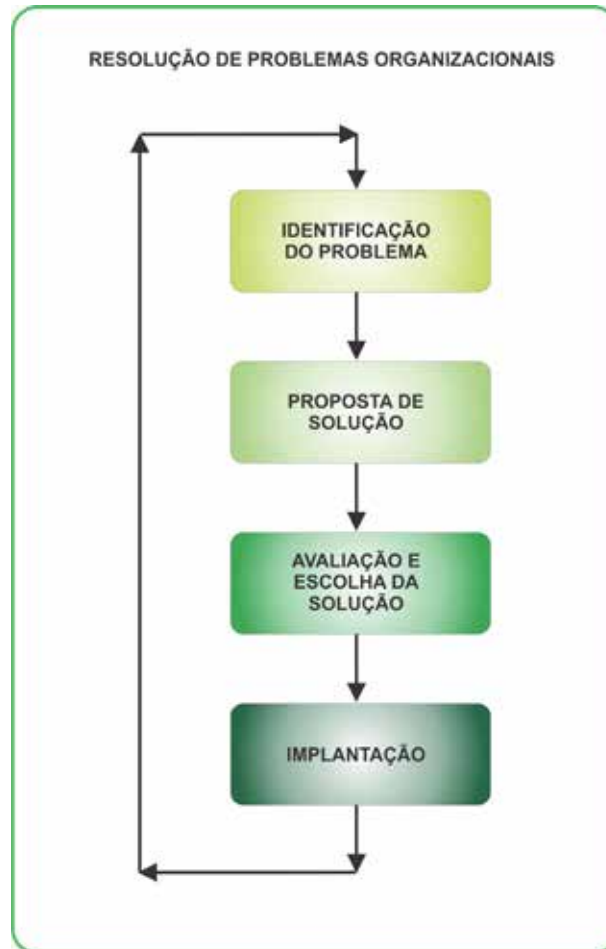 RESOLUÇÃO DE PROBLEMAS ORGANIZACIONAIS
IDENTIFICAÇÃO
DO PROBLEMA
PROPOSTA DE
SOLUÇÃO
AVALIAÇÃO E
ESCOLHA DA
SOLUÇÃO
IMPLANTAÇÃO